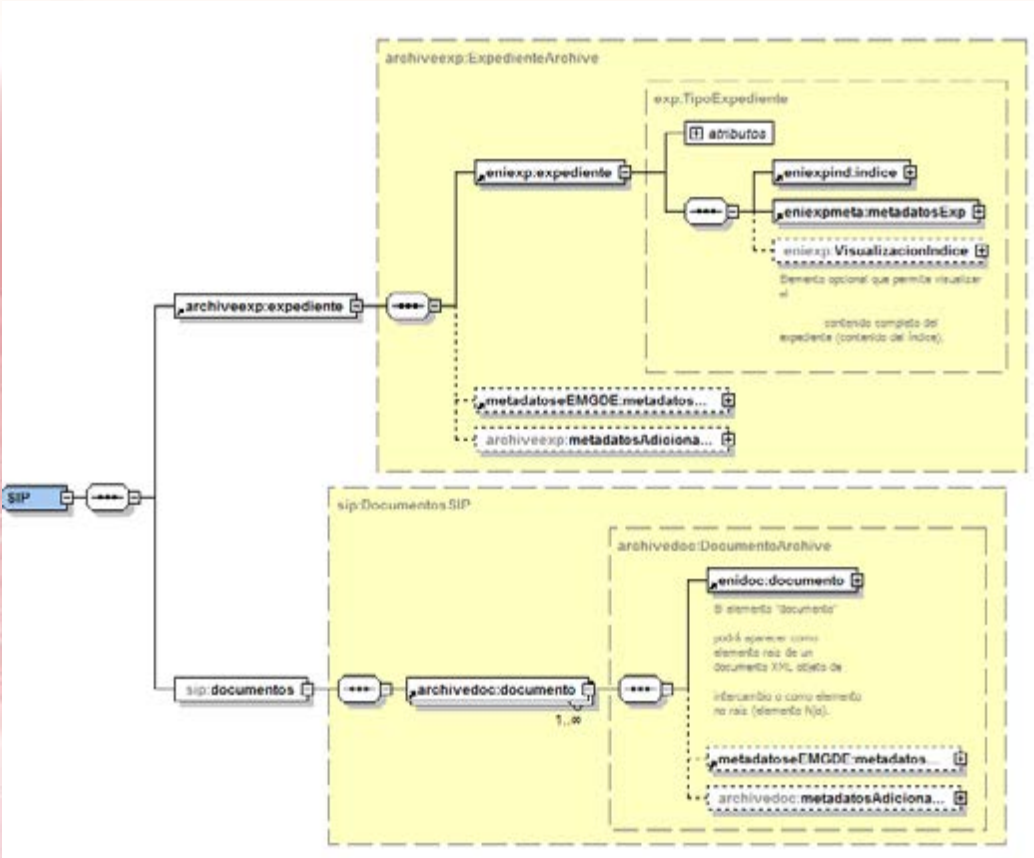 archiveexp:ExpedienteArchive
exp:TipoExpediente
atributos
eniexp:expediente
eniexpind:indice
eniexpmeta:metadatosExp
eniexp:VisualizacionIndice
Elemento opcional que permite visualizar
el
contenido completo del
expediente (contenido del índice).
archiveexp:expediente
metadatoseEMGDE:metadatos...
archiveexp:metadatosAdiciona...
SIP
sip:DocumentosSIP
archivedoc:DocumentoArchive
enidoc:documento
El elemento "documento"
podrá aparecer como
elemento raíz de un
documento XML objeto de
intercambio o como elemento
no raíz (elemento hijo).
sip:documentos
archivedoc:documento
1..∞
metadatoseEMGDE:metadatos...
archivedoc:metadatosAdiciona...